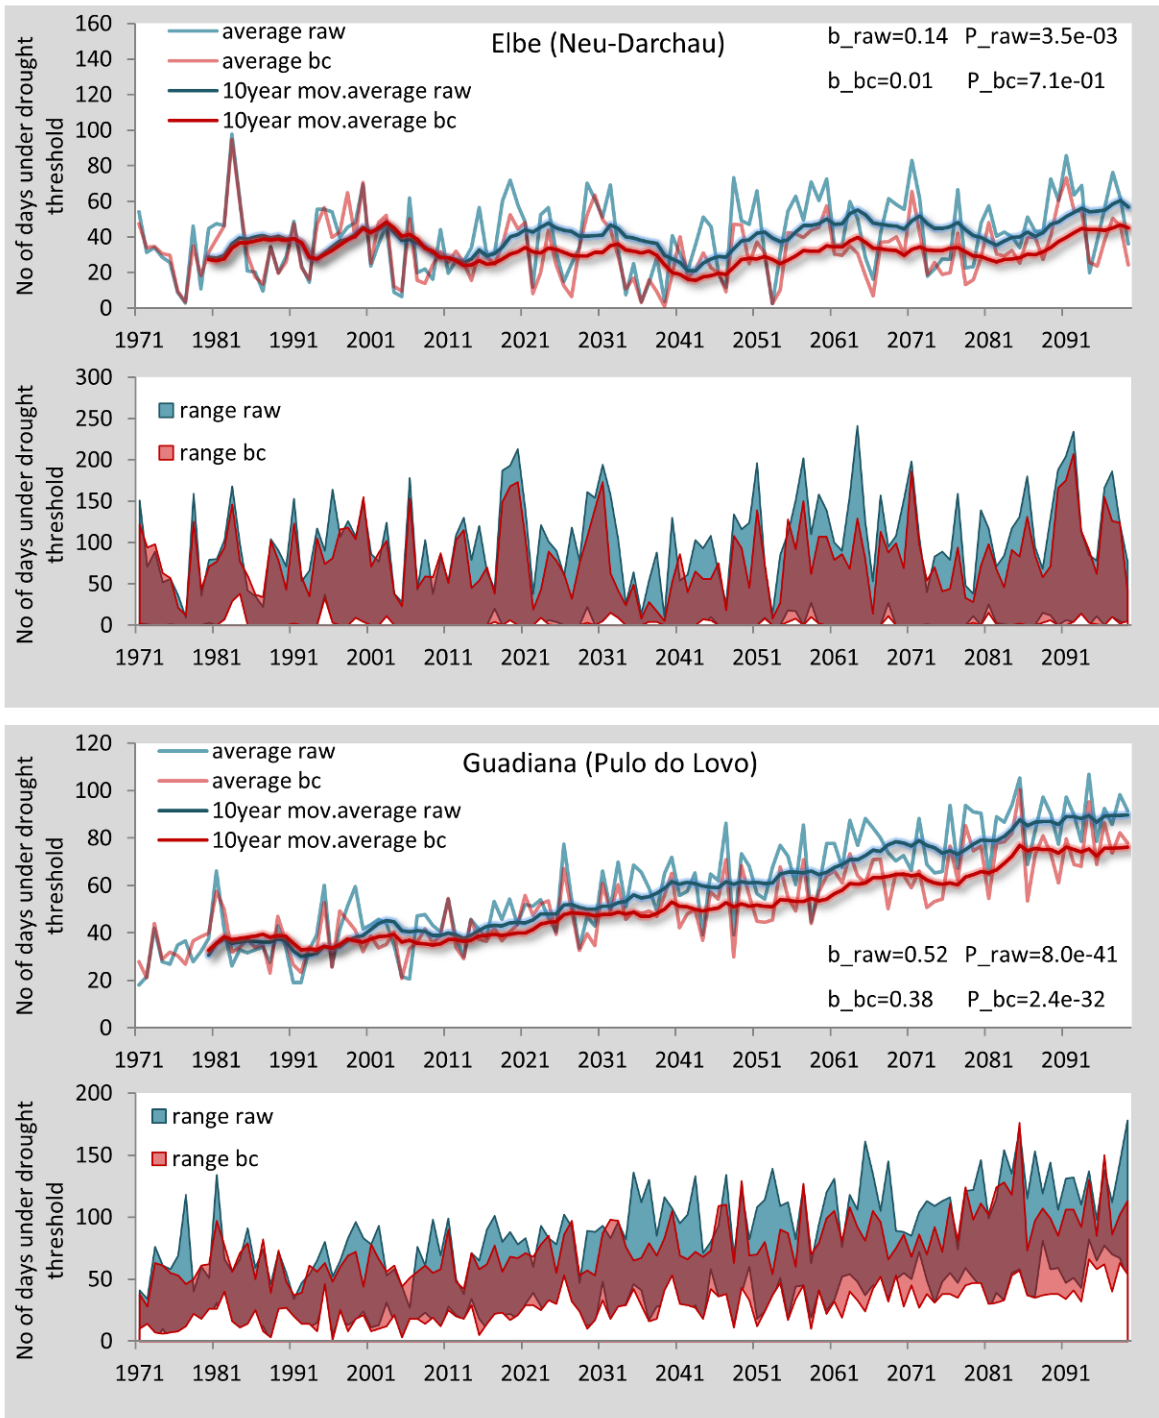 No of days under drought
threshold
160
140
120
100
80
60
40
20
0
average raw
average bc
10year mov.average raw
10year mov.average bc
Elbe (Neu-Darchau)
b_raw=0.14 P_raw=3.5e-03
b_bc=0.01 P_bc=7.1e-01
1971 1981 1991 2001 2011 2021 2031 2041 2051 2061 2071 2081 2091
No of days under drought
threshold
300
250
200
150
100
50
0
range raw
range bc
1971 1981 1991 2001 2011 2021 2031 2041 2051 2061 2071 2081 2091
No of days under drought
threshold
120
100
80
60
40
20
0
average raw
average bc
10year mov.average raw
10year mov.average bc
Guadiana (Pulo do Lovo)
b_raw=0.52 P_raw=8.0e-41
b_bc=0.38 P_bc=2.4e-32
1971 1981 1991 2001 2011 2021 2031 2041 2051 2061 2071 2081 2091
No of days under drought
threshold
200
150
100
50
0
range raw
range bc
1971 1981 1991 2001 2011 2021 2031 2041 2051 2061 2071 2081 2091